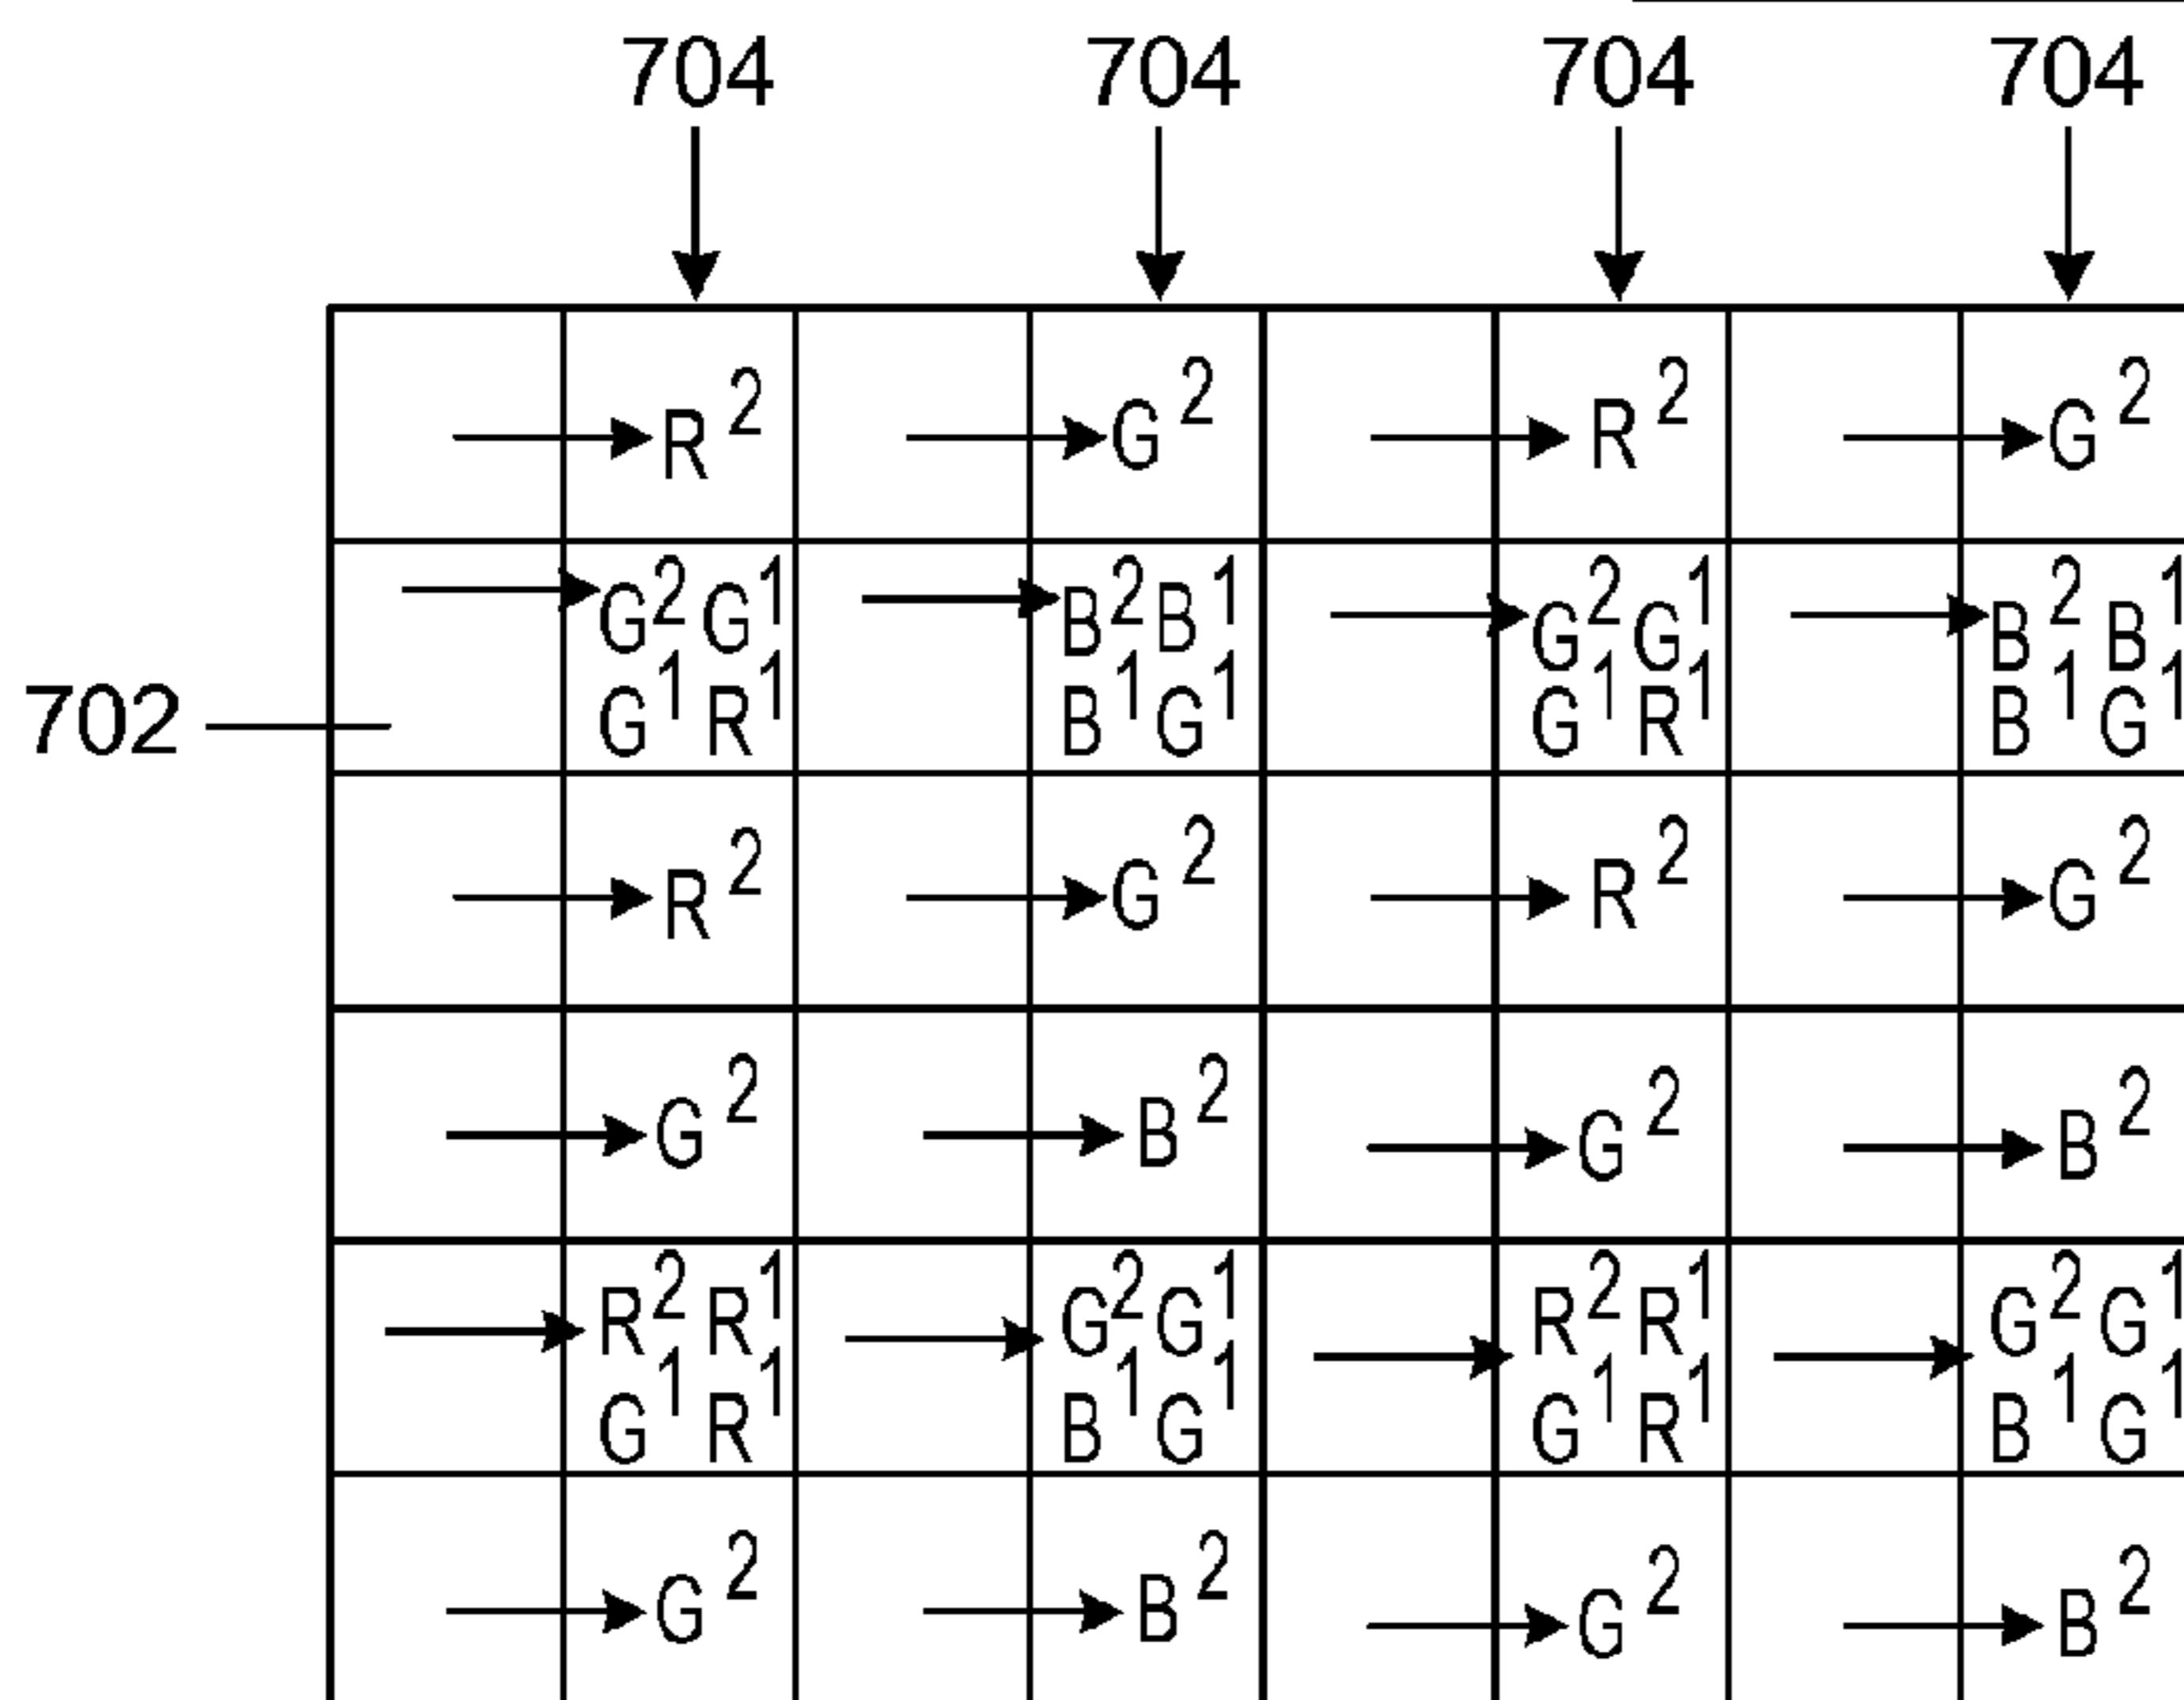 704 704 704 704
R² G² R² G²
G²G¹ B²B¹ G²G¹ B²B¹
G¹R¹ B¹G¹ G¹R¹ B¹G¹
702
R² G² R² G²
G² B² G² B²
R²R¹ G²G¹ R²R¹ G²G¹
G¹R¹ B¹G¹ G¹R¹ B¹G¹
G² B² G² B²